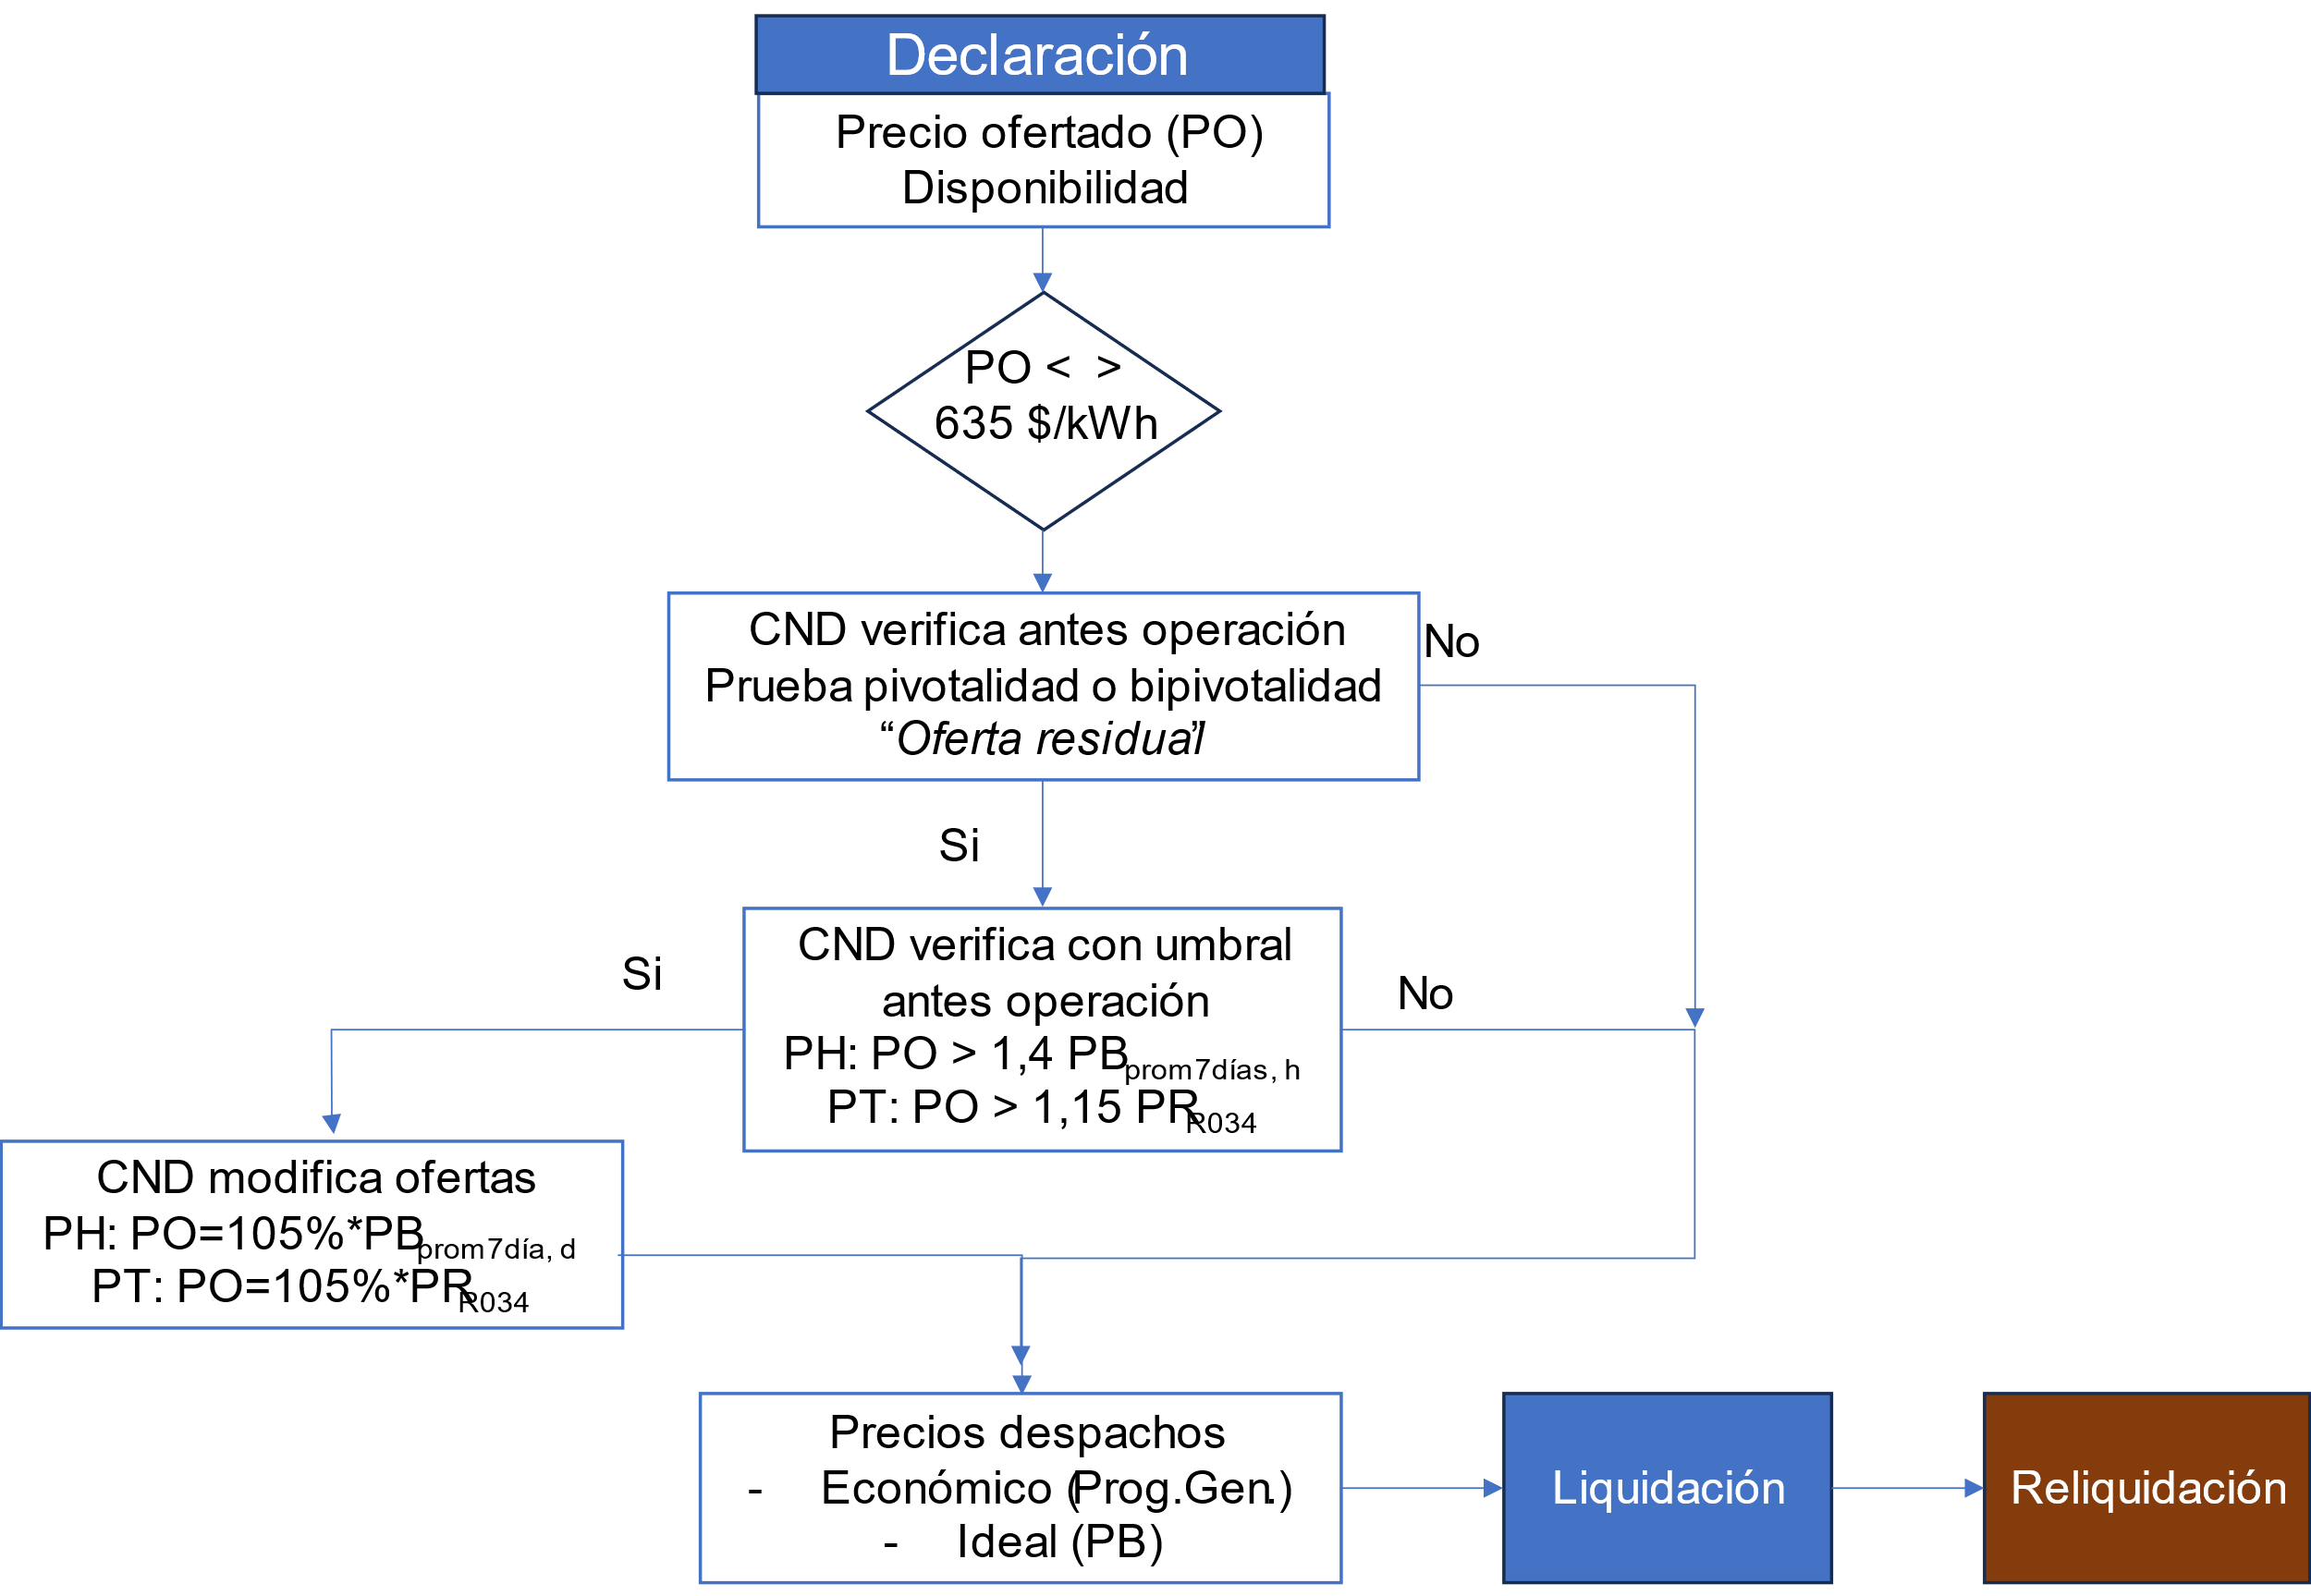 Declaración
Precio ofertado (PO)
Disponibilidad
PO < >
635 $/kWh
CND verifica antes operación
Prueba pivotalidad o bipivotalidad
“Oferta residual”
No
Si
CND verifica con umbral
antes operación
PH: PO > 1,4 PBprom7días, h
PT: PO > 1,15 PRR034
Si
No
CND modifica ofertas
PH: PO=105%*PBprom7día, d
PT: PO=105%*PRR034
Precios despachos
- Económico (Prog.Gen.)
- Ideal (PB)
Liquidación
Reliquidación